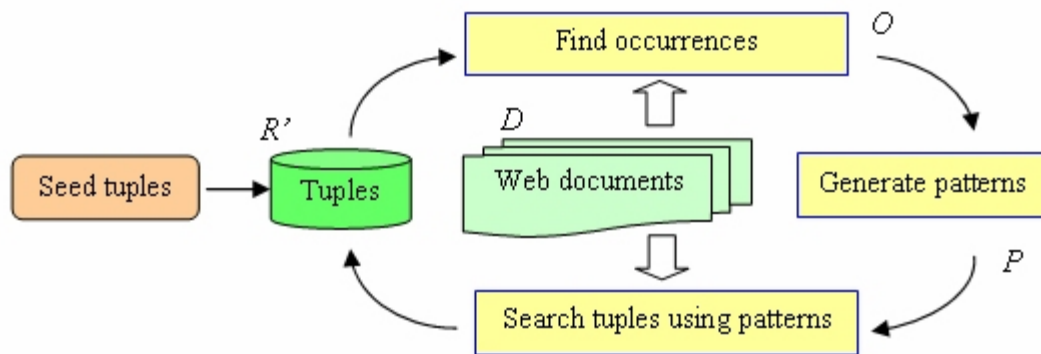 Find occurrences
O
R’
D
Seed tuples
Tuples
Web documents
Generate patterns
P
Search tuples using patterns